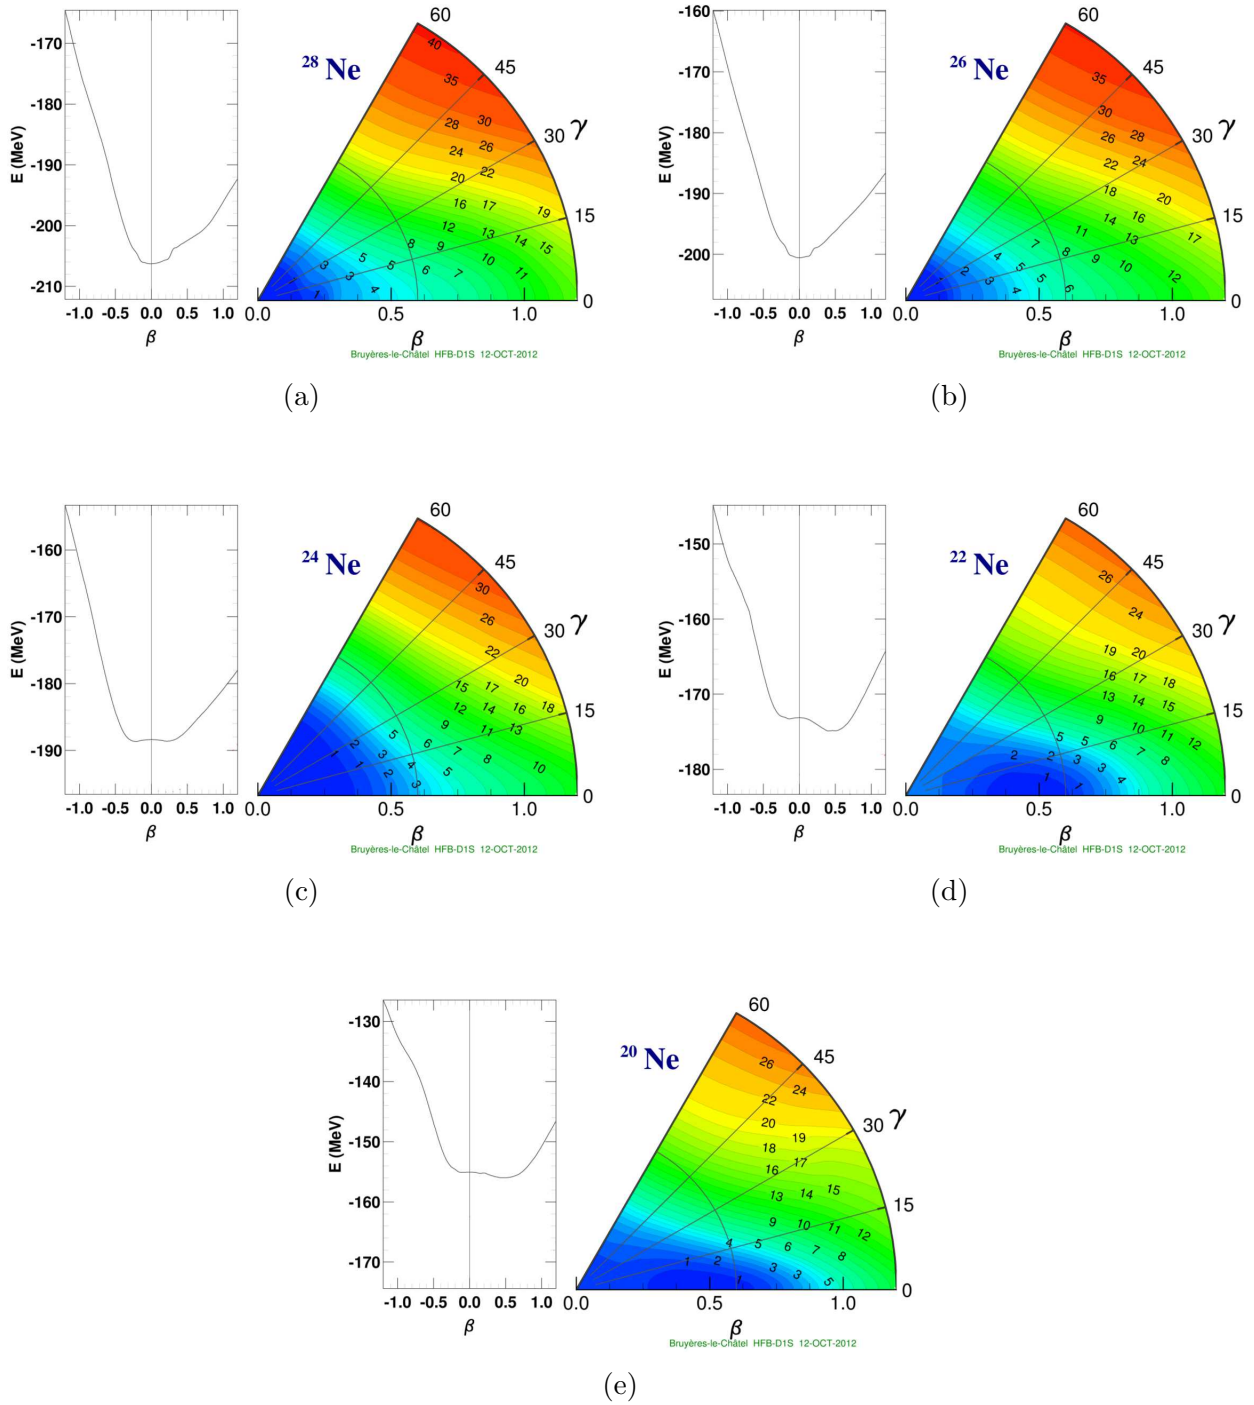 28 Ne
E (MeV)
-170
-180
-190
-200
-210
-1.0 -0.5 0.0 0.5 1.0
β
60
45
30
γ
15
0
40
35
30
28
26
24
22
20
19
16 17
12 13 14 15
8 9 10 11
5 5 6 7
3 3 4
1
0.0 0.5 1.0
β
Bruyères-le-Châtel HFB-D1S 12-OCT-2012
(a)
26 Ne
E (MeV)
-160
-170
-180
-190
-200
-1.0 -0.5 0.0 0.5 1.0
β
60
45
30
γ
15
0
35
30
28
26
24
22
20
18
16 17
11 14 13
7 8 9 12
4 5 5 6
2 3 4 6
1
0.0 0.5 1.0
β
Bruyères-le-Châtel HFB-D1S 12-OCT-2012
(b)
24 Ne
E (MeV)
-160
-170
-180
-190
-1.0 -0.5 0.0 0.5 1.0
β
60
45
30
γ
15
0
30
26
22
20
15 17 18
12 14 16
9 11 13
6 7 8 10
2 3 4 5
1 1 2 3
0.0 0.5 1.0
β
Bruyères-le-Châtel HFB-D1S 12-OCT-2012
(c)
22 Ne
E (MeV)
-150
-160
-170
-180
-1.0 -0.5 0.0 0.5 1.0
β
60
45
30
γ
15
0
26
24
19 20
16 17 18
13 14 15
9 10 11 12
5 5 6 7 8
2 2 3 3 4
1 1
0.0 0.5 1.0
β
Bruyères-le-Châtel HFB-D1S 12-OCT-2012
(d)
20 Ne
E (MeV)
-130
-140
-150
-160
-170
-1.0 -0.5 0.0 0.5 1.0
β
60
45
30
γ
15
0
26
24
22
20 19
18 17
16
13 14 15
9 10 11 12
4 5 6 7 8
1 2 3 3 5
1
0.0 0.5 1.0
β
Bruyères-le-Châtel HFB-D1S 12-OCT-2012
(e)